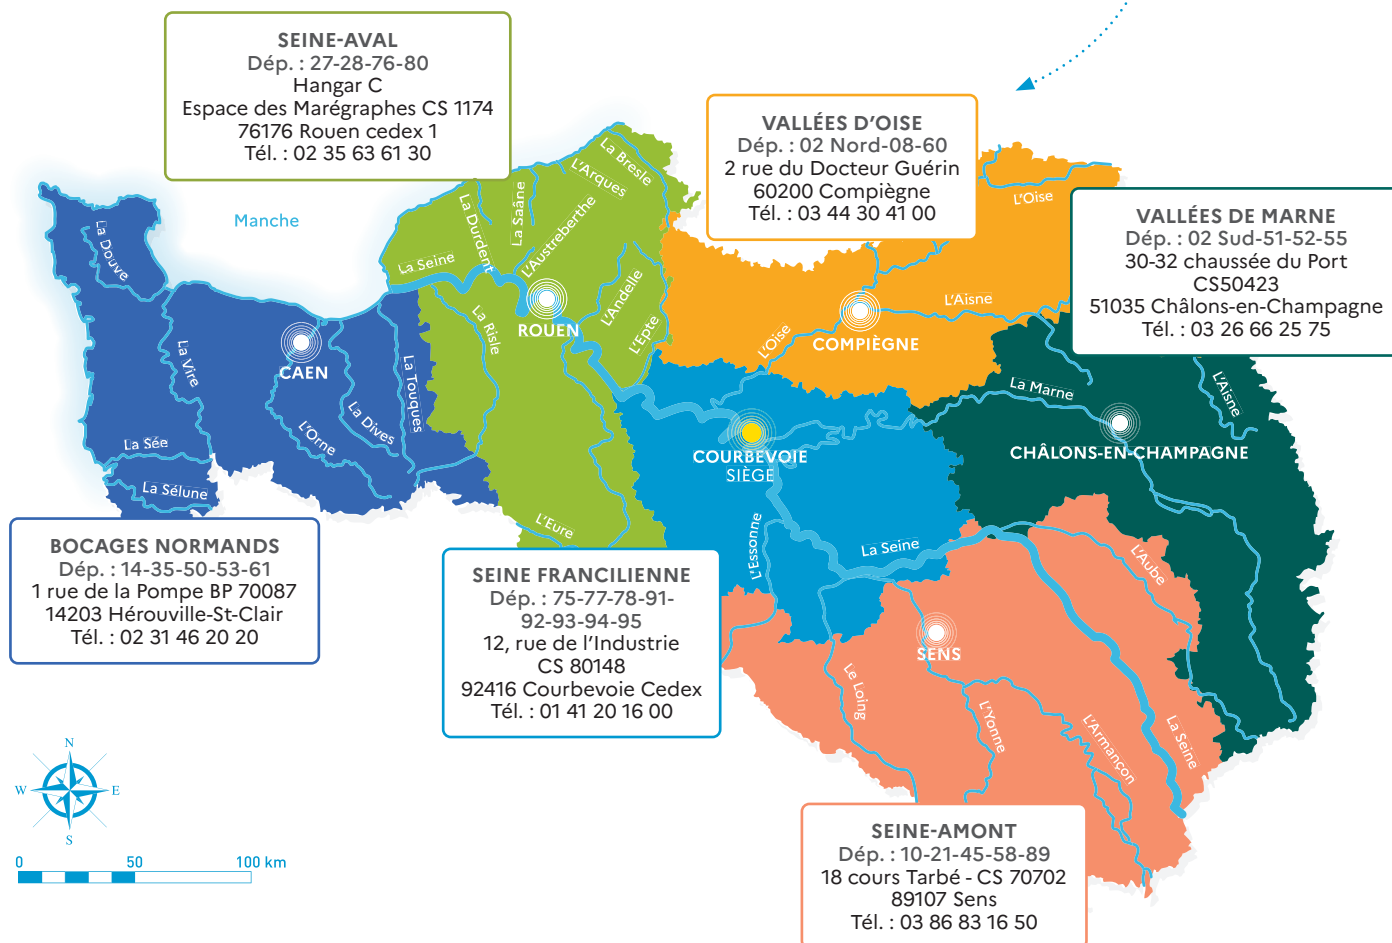 SEINE-AVAL
Dép. : 27-28-76-80
Hangar C
Espace des Marégraphes CS 1174
76176 Rouen cedex 1
Tél. : 02 35 63 61 30
VALLÉES D'OISE
Dép. : 02 Nord-08-60
2 rue du Docteur Guérin
60200 Compiègne
Tél. : 03 44 30 41 00
VALLÉES DE MARNE
Dép. : 02 Sud-51-52-55
30-32 chaussée du Port
CS50423
51035 Châlons-en-Champagne
Tél. : 03 26 66 25 75
Manche
La Douve
La Vire
La Sée
La Sélune
CAEN
L'Orne
La Dives
La Touques
La Seine
La Durdent
La Saâne
L'Austreberthe
L'Arques
La Bresle
ROUEN
La Risle
L'Andelle
L'Epte
L'Eure
L'Oise
L'Aisne
L'Oise
COMPIÈGNE
La Marne
L'Aisne
CHÂLONS-EN-CHAMPAGNE
COURBEVOIE
SIÈGE
L'Essonne
La Seine
L'Aube
SENS
Le Loing
L'Yonne
L'Armançon
La Seine
BOCAGES NORMANDS
Dép. : 14-35-50-53-61
1 rue de la Pompe BP 70087
14203 Hérouville-St-Clair
Tél. : 02 31 46 20 20
SEINE FRANCILIENNE
Dép. : 75-77-78-91-
92-93-94-95
12, rue de l'Industrie
CS 80148
92416 Courbevoie Cedex
Tél. : 01 41 20 16 00
SEINE-AMONT
Dép. : 10-21-45-58-89
18 cours Tarbé - CS 70702
89107 Sens
Tél. : 03 86 83 16 50
N
W
E
S
0
50
100 km